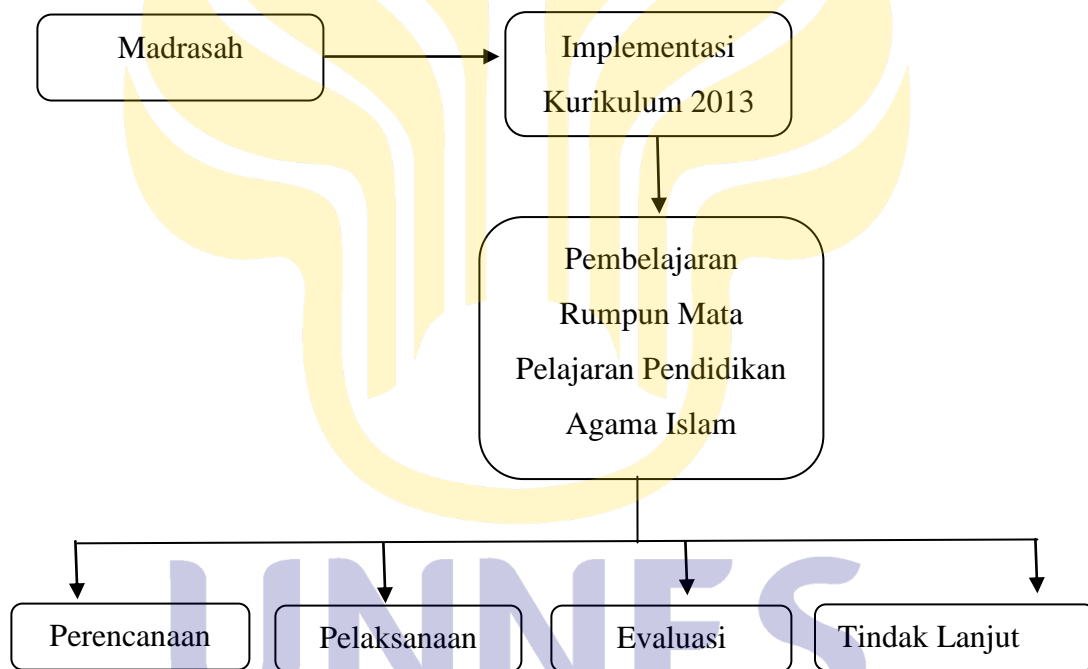 Madrasah
Implementasi
Kurikulum 2013
Pembelajaran
Rumpun Mata
Pelajaran Pendidikan
Agama Islam
UNNES
Perencanaan
Pelaksanaan
Evaluasi
Tindak Lanjut